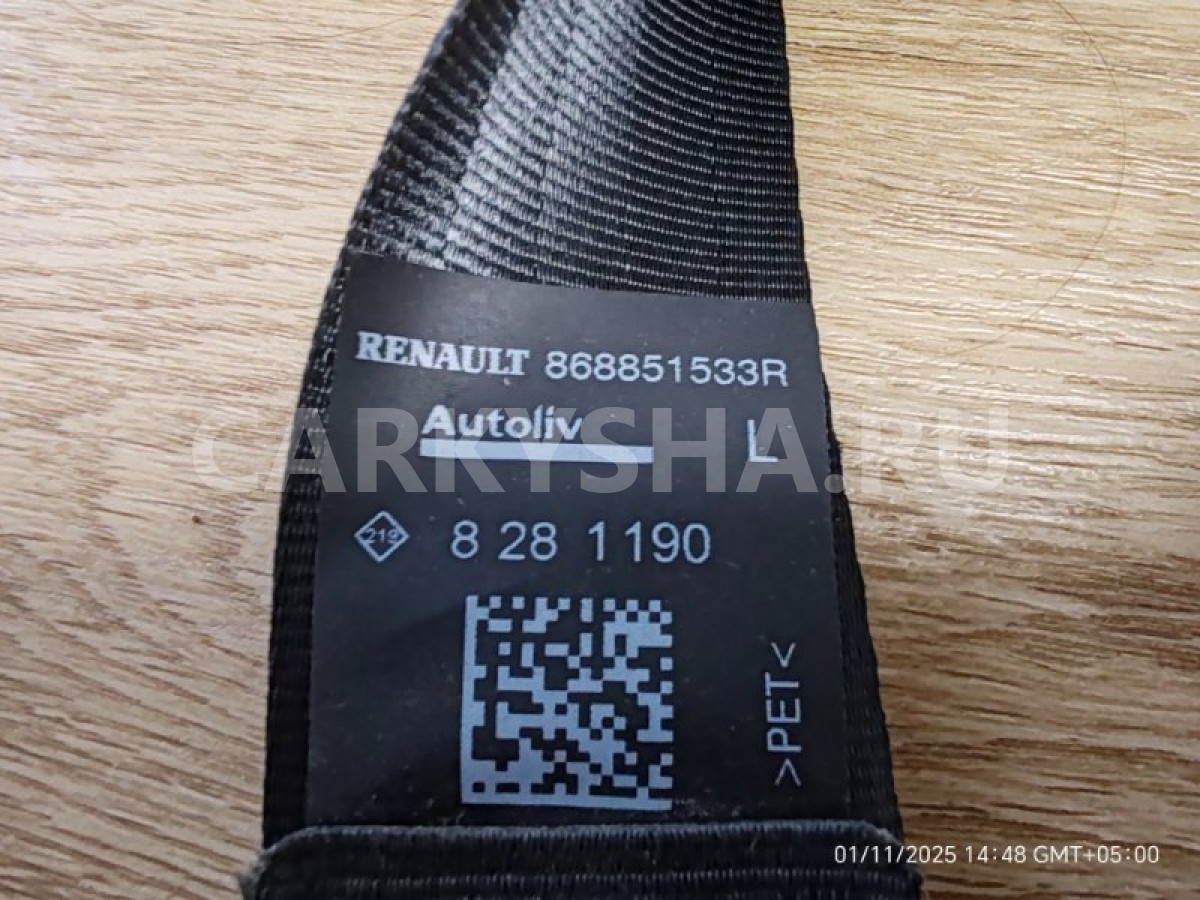 RENAULT 868851533R
Autoliv L
CARKYSHA.RU
219 8 28 1190
>PET<
01/11/2025 14:48 GMT+05:00